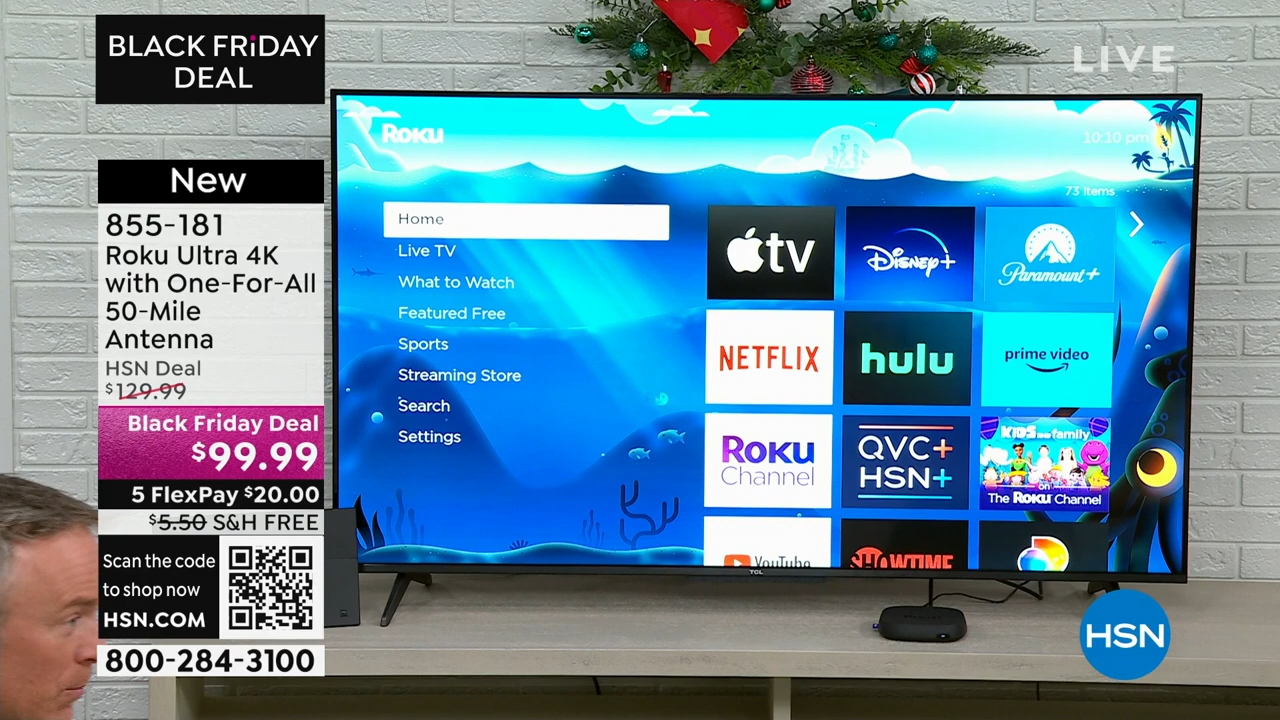 BLACK FRiDAY
DEAL
LIVE
New
855-181
Roku Ultra 4K
with One-For-All
50-Mile
Antenna
HSN Deal
$129.99
Black Friday Deal
$99.99
5 FlexPay $20.00
$5.50 S&H FREE
Scan the code
to shop now
HSN.COM
800-284-3100
Roku
10:10 pm
73 Items
Home
Live TV
What to Watch
Featured Free
Sports
Streaming Store
Search
Settings
tv
Disney+
Paramount+
NETFLIX
hulu
prime video
Roku
Channel
QVC+
HSN+
KIDS and family
on
The Roku Channel
YouTube
SHOWTIME
TCL
HSN